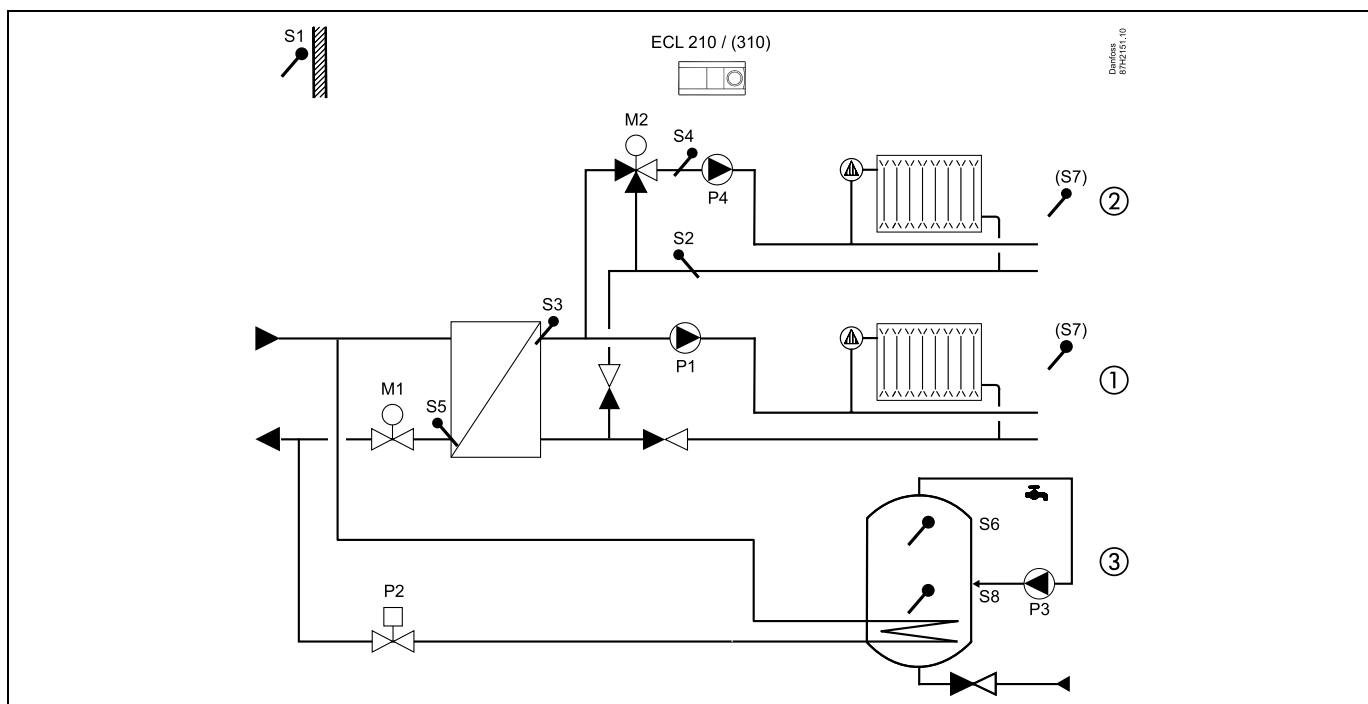 S1
ECL 210 / (310)
Danfoss
87H2151.10
M2
S4
P4
(S7)
2
S2
S3
P1
(S7)
1
M1
S5
S6
3
P2
S8
P3